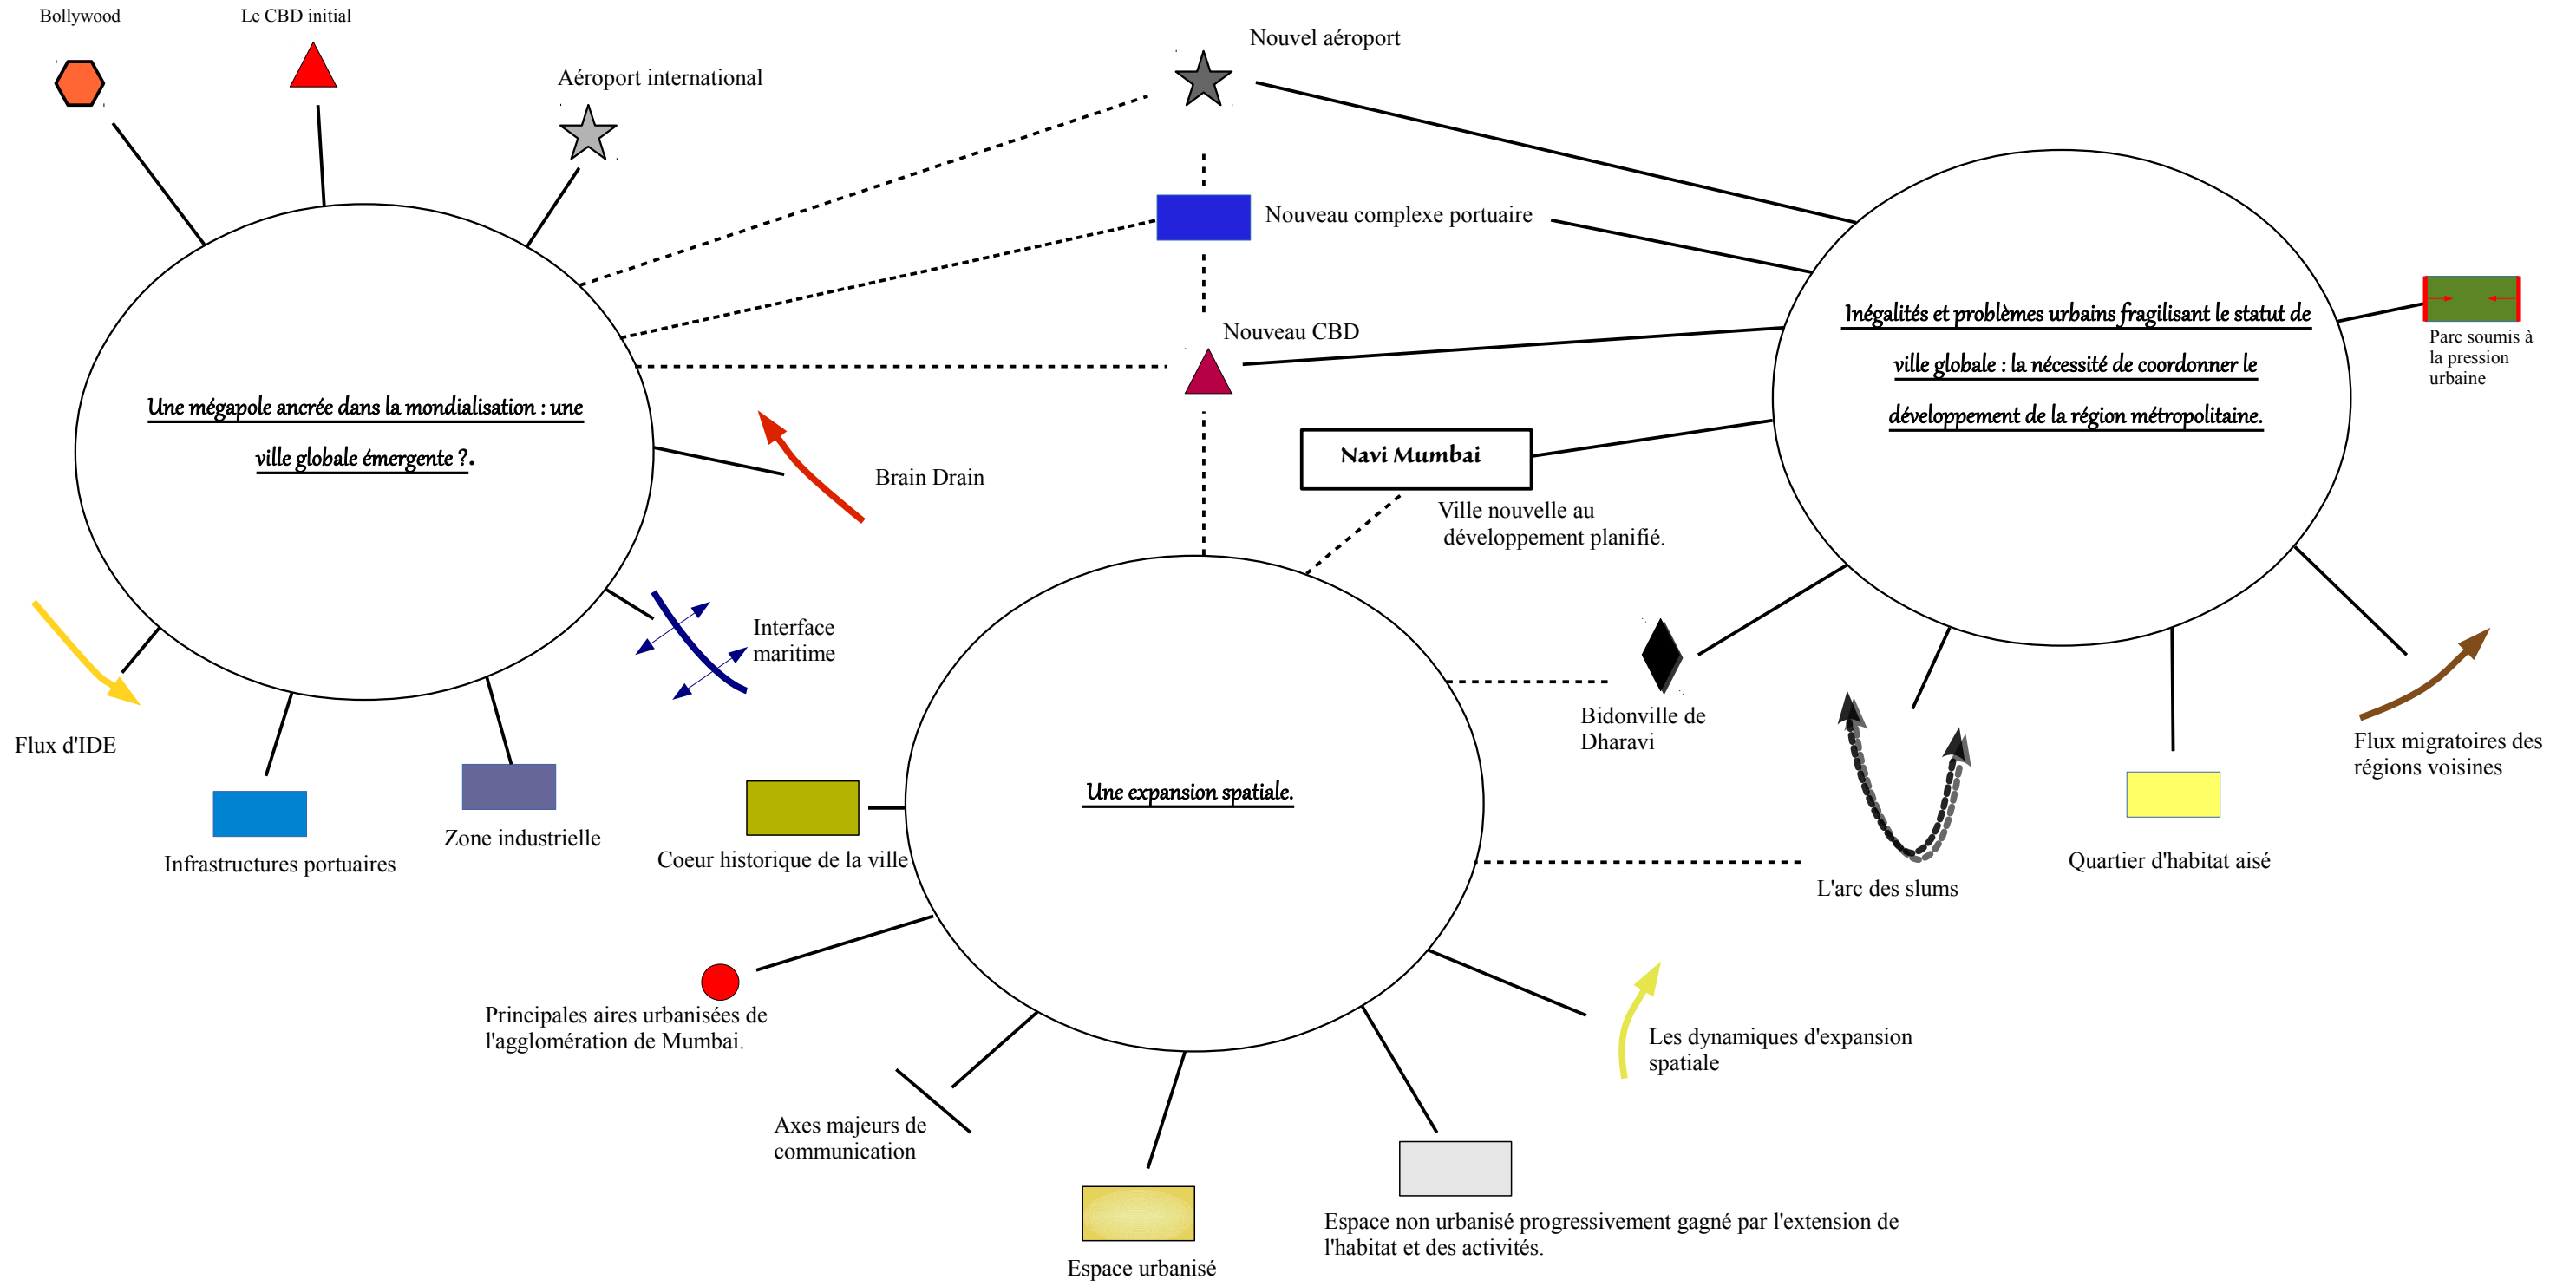 Bollywood
Le CBD initial
Aéroport international
Nouvel aéroport
Nouveau complexe portuaire
Nouveau CBD
Une mégapole ancrée dans la mondialisation : une
ville globale émergente ?.
Brain Drain
Interface
maritime
Flux d'IDE
Infrastructures portuaires
Zone industrielle
Inégalités et problèmes urbains fragilisant le statut de
ville globale : la nécessité de coordonner le
développement de la région métropolitaine.
Parc soumis à
la pression
urbaine
Navi Mumbai
Ville nouvelle au
développement planifié.
Bidonville de
Dharavi
L'arc des slums
Quartier d'habitat aisé
Flux migratoires des
régions voisines
Une expansion spatiale.
Coeur historique de la ville
Principales aires urbanisées de
l'agglomération de Mumbai.
Axes majeurs de
communication
Espace urbanisé
Espace non urbanisé progressivement gagné par l'extension de
l'habitat et des activités.
Les dynamiques d'expansion
spatiale